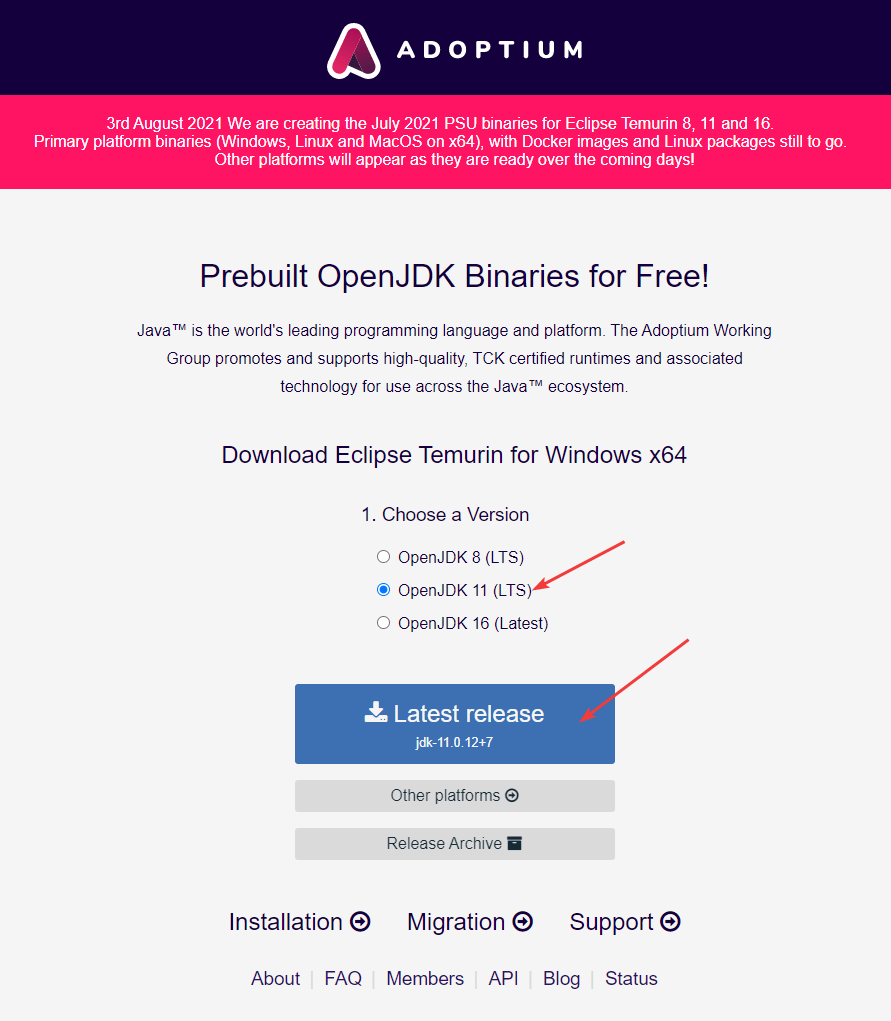 ADOPTIUM
3rd August 2021 We are creating the July 2021 PSU binaries for Eclipse Temurin 8, 11 and 16.
Primary platform binaries (Windows, Linux and MacOS on x64), with Docker images and Linux packages still to go.
Other platforms will appear as they are ready over the coming days!
Prebuilt OpenJDK Binaries for Free!
Java™ is the world's leading programming language and platform. The Adoptium Working
Group promotes and supports high-quality, TCK certified runtimes and associated
technology for use across the Java™ ecosystem.
Download Eclipse Temurin for Windows x64
1. Choose a Version
OpenJDK 8 (LTS)
OpenJDK 11 (LTS)
OpenJDK 16 (Latest)
Latest release
jdk-11.0.12+7
Other platforms
Release Archive
Installation Migration Support
About | FAQ | Members | API | Blog | Status